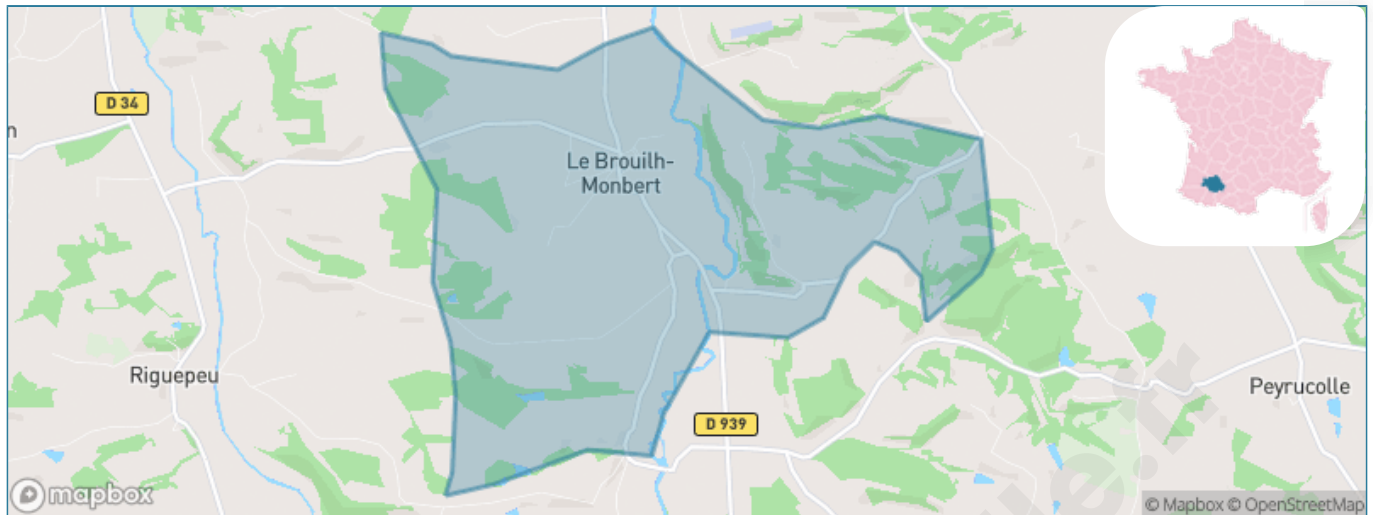 D 34
n
Le Brouilh-
Monbert
Riguepeu
Peyrucolle
D 939
mapbox
© Mapbox © OpenStreetMap